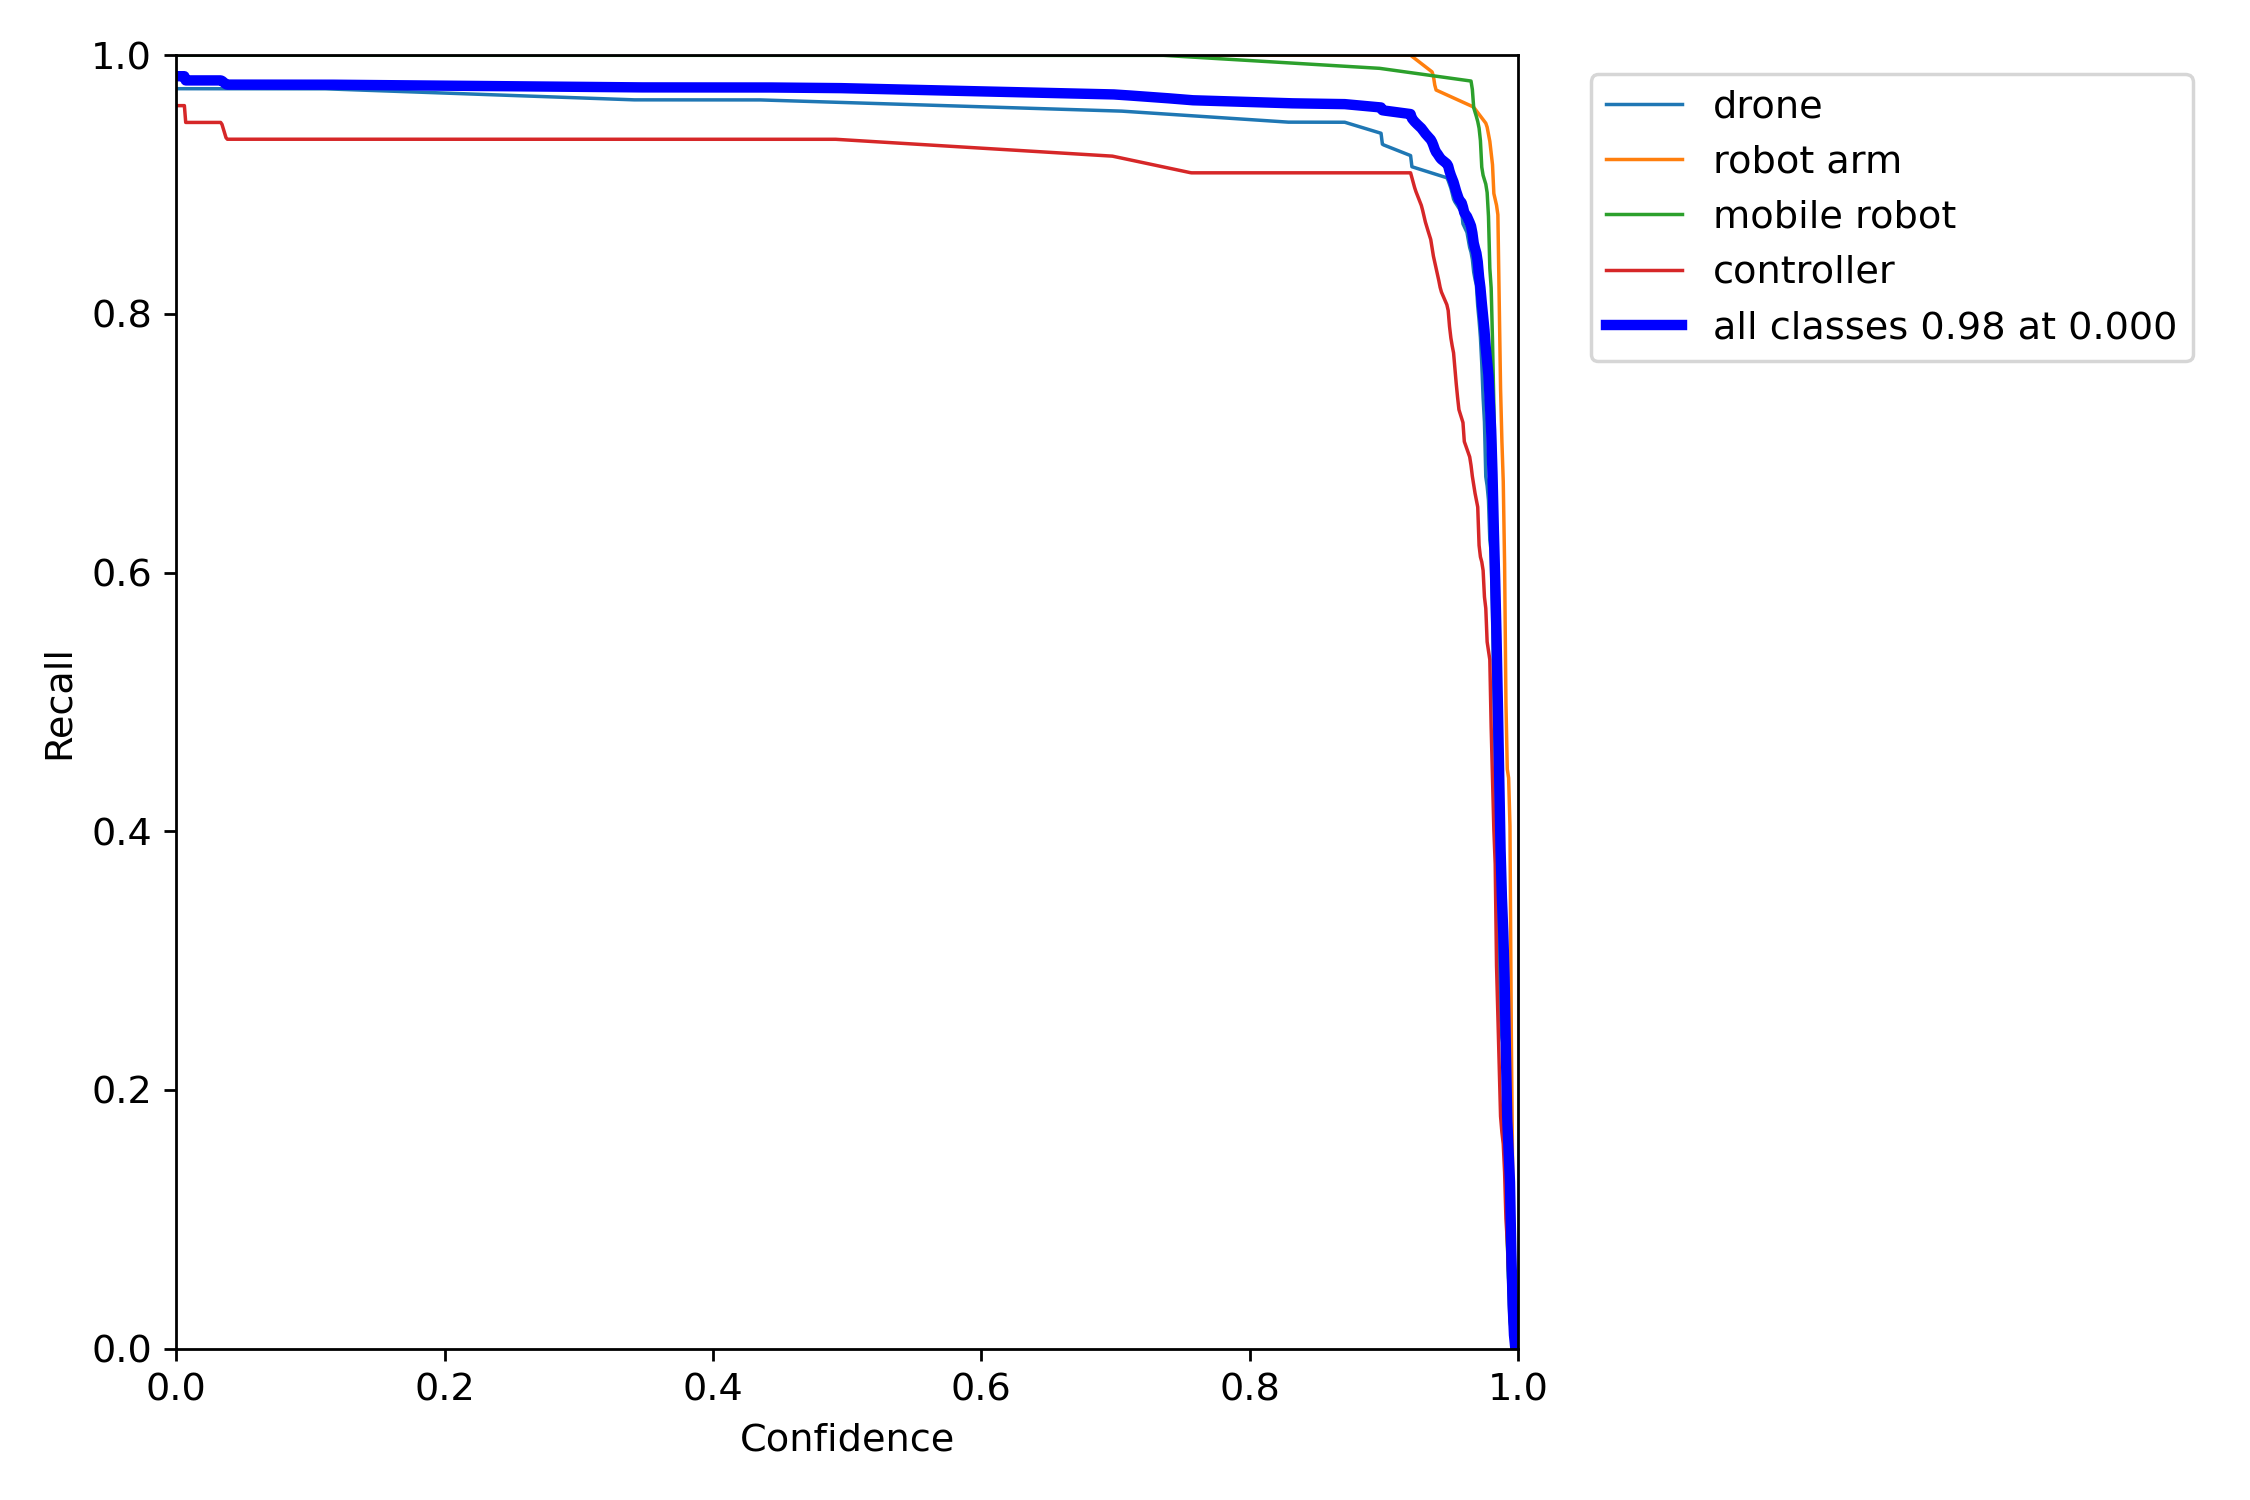 1.0
0.8
0.6
0.4
0.2
0.0
Recall
0.0 0.2 0.4 0.6 0.8 1.0
Confidence
drone
robot arm
mobile robot
controller
all classes 0.98 at 0.000